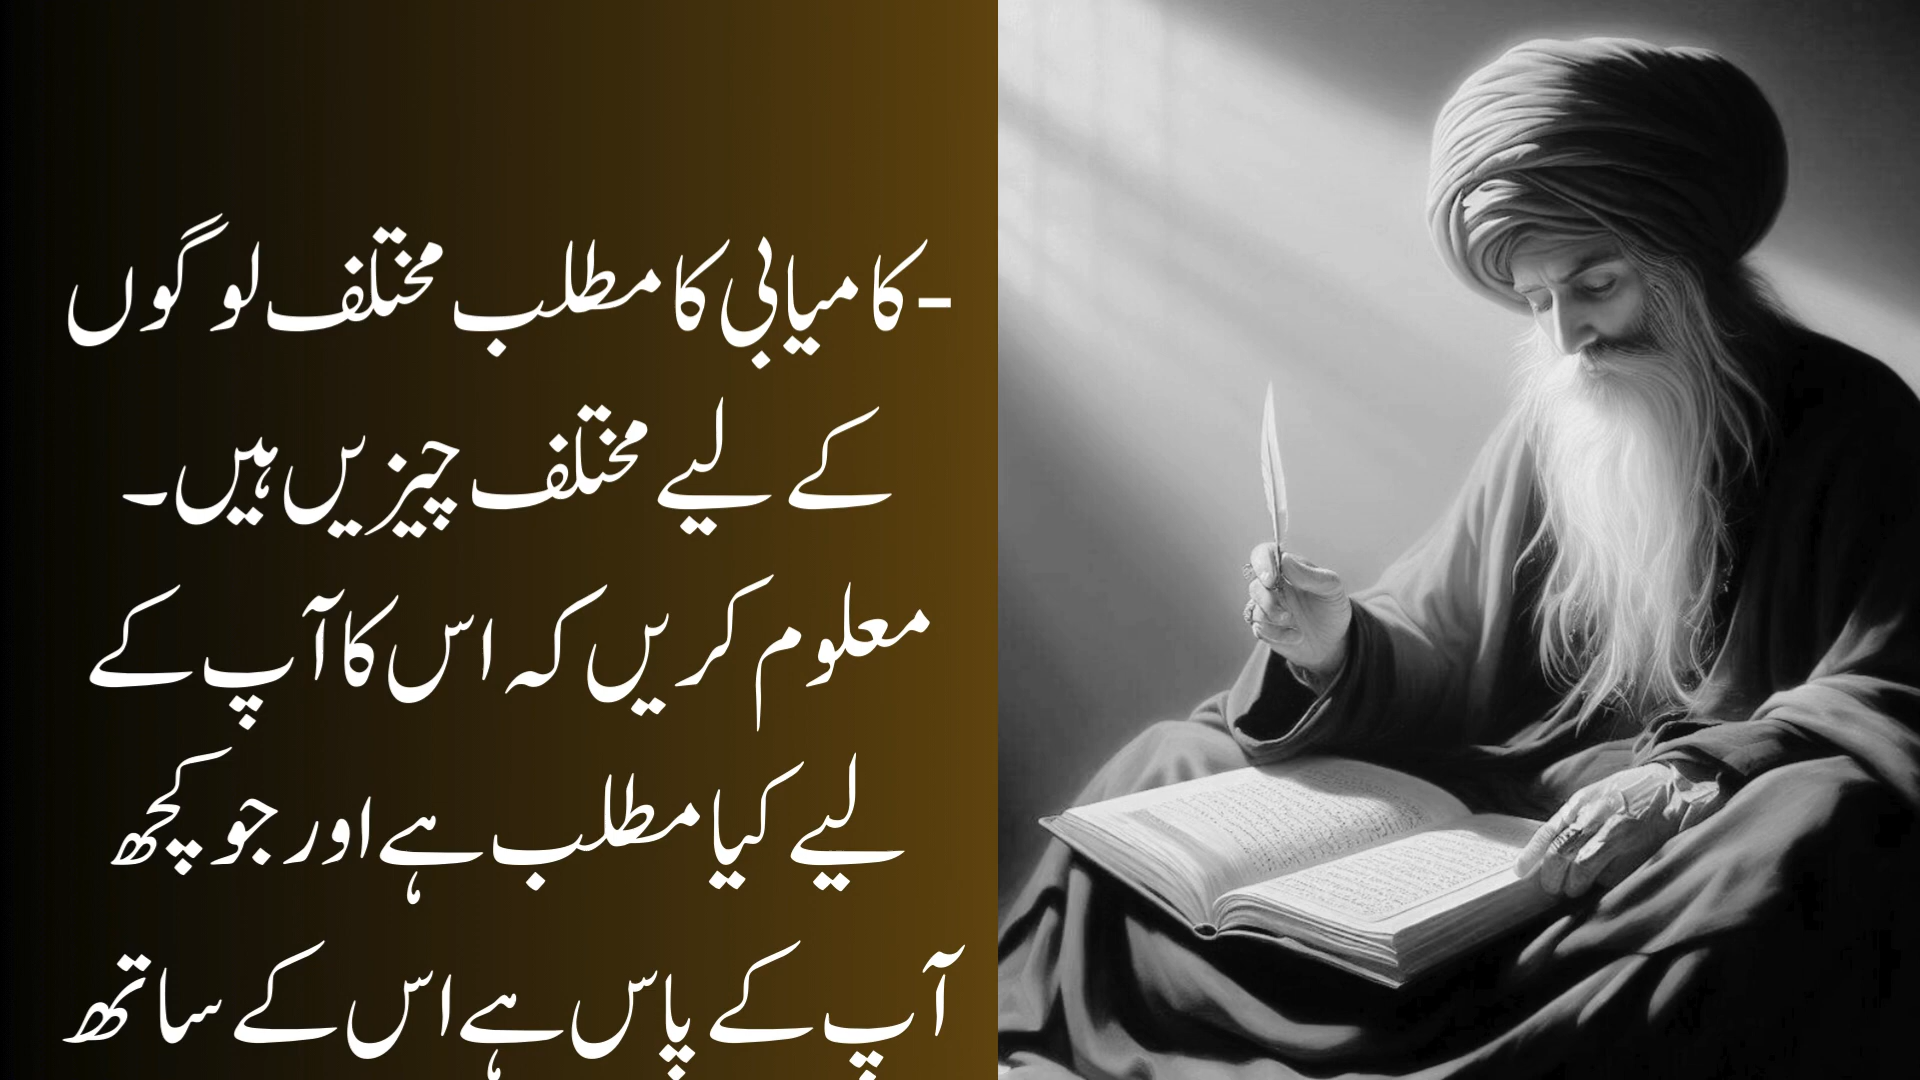 -کامیابی کا مطلب مختلف لوگوں
کے لیے مختلف چیزیں ہیں۔
معلوم کریں کہ اس کا آپ کے
لیے کیا مطلب ہے اور جو کچھ
آپ کے پاس ہے اس کے ساتھ